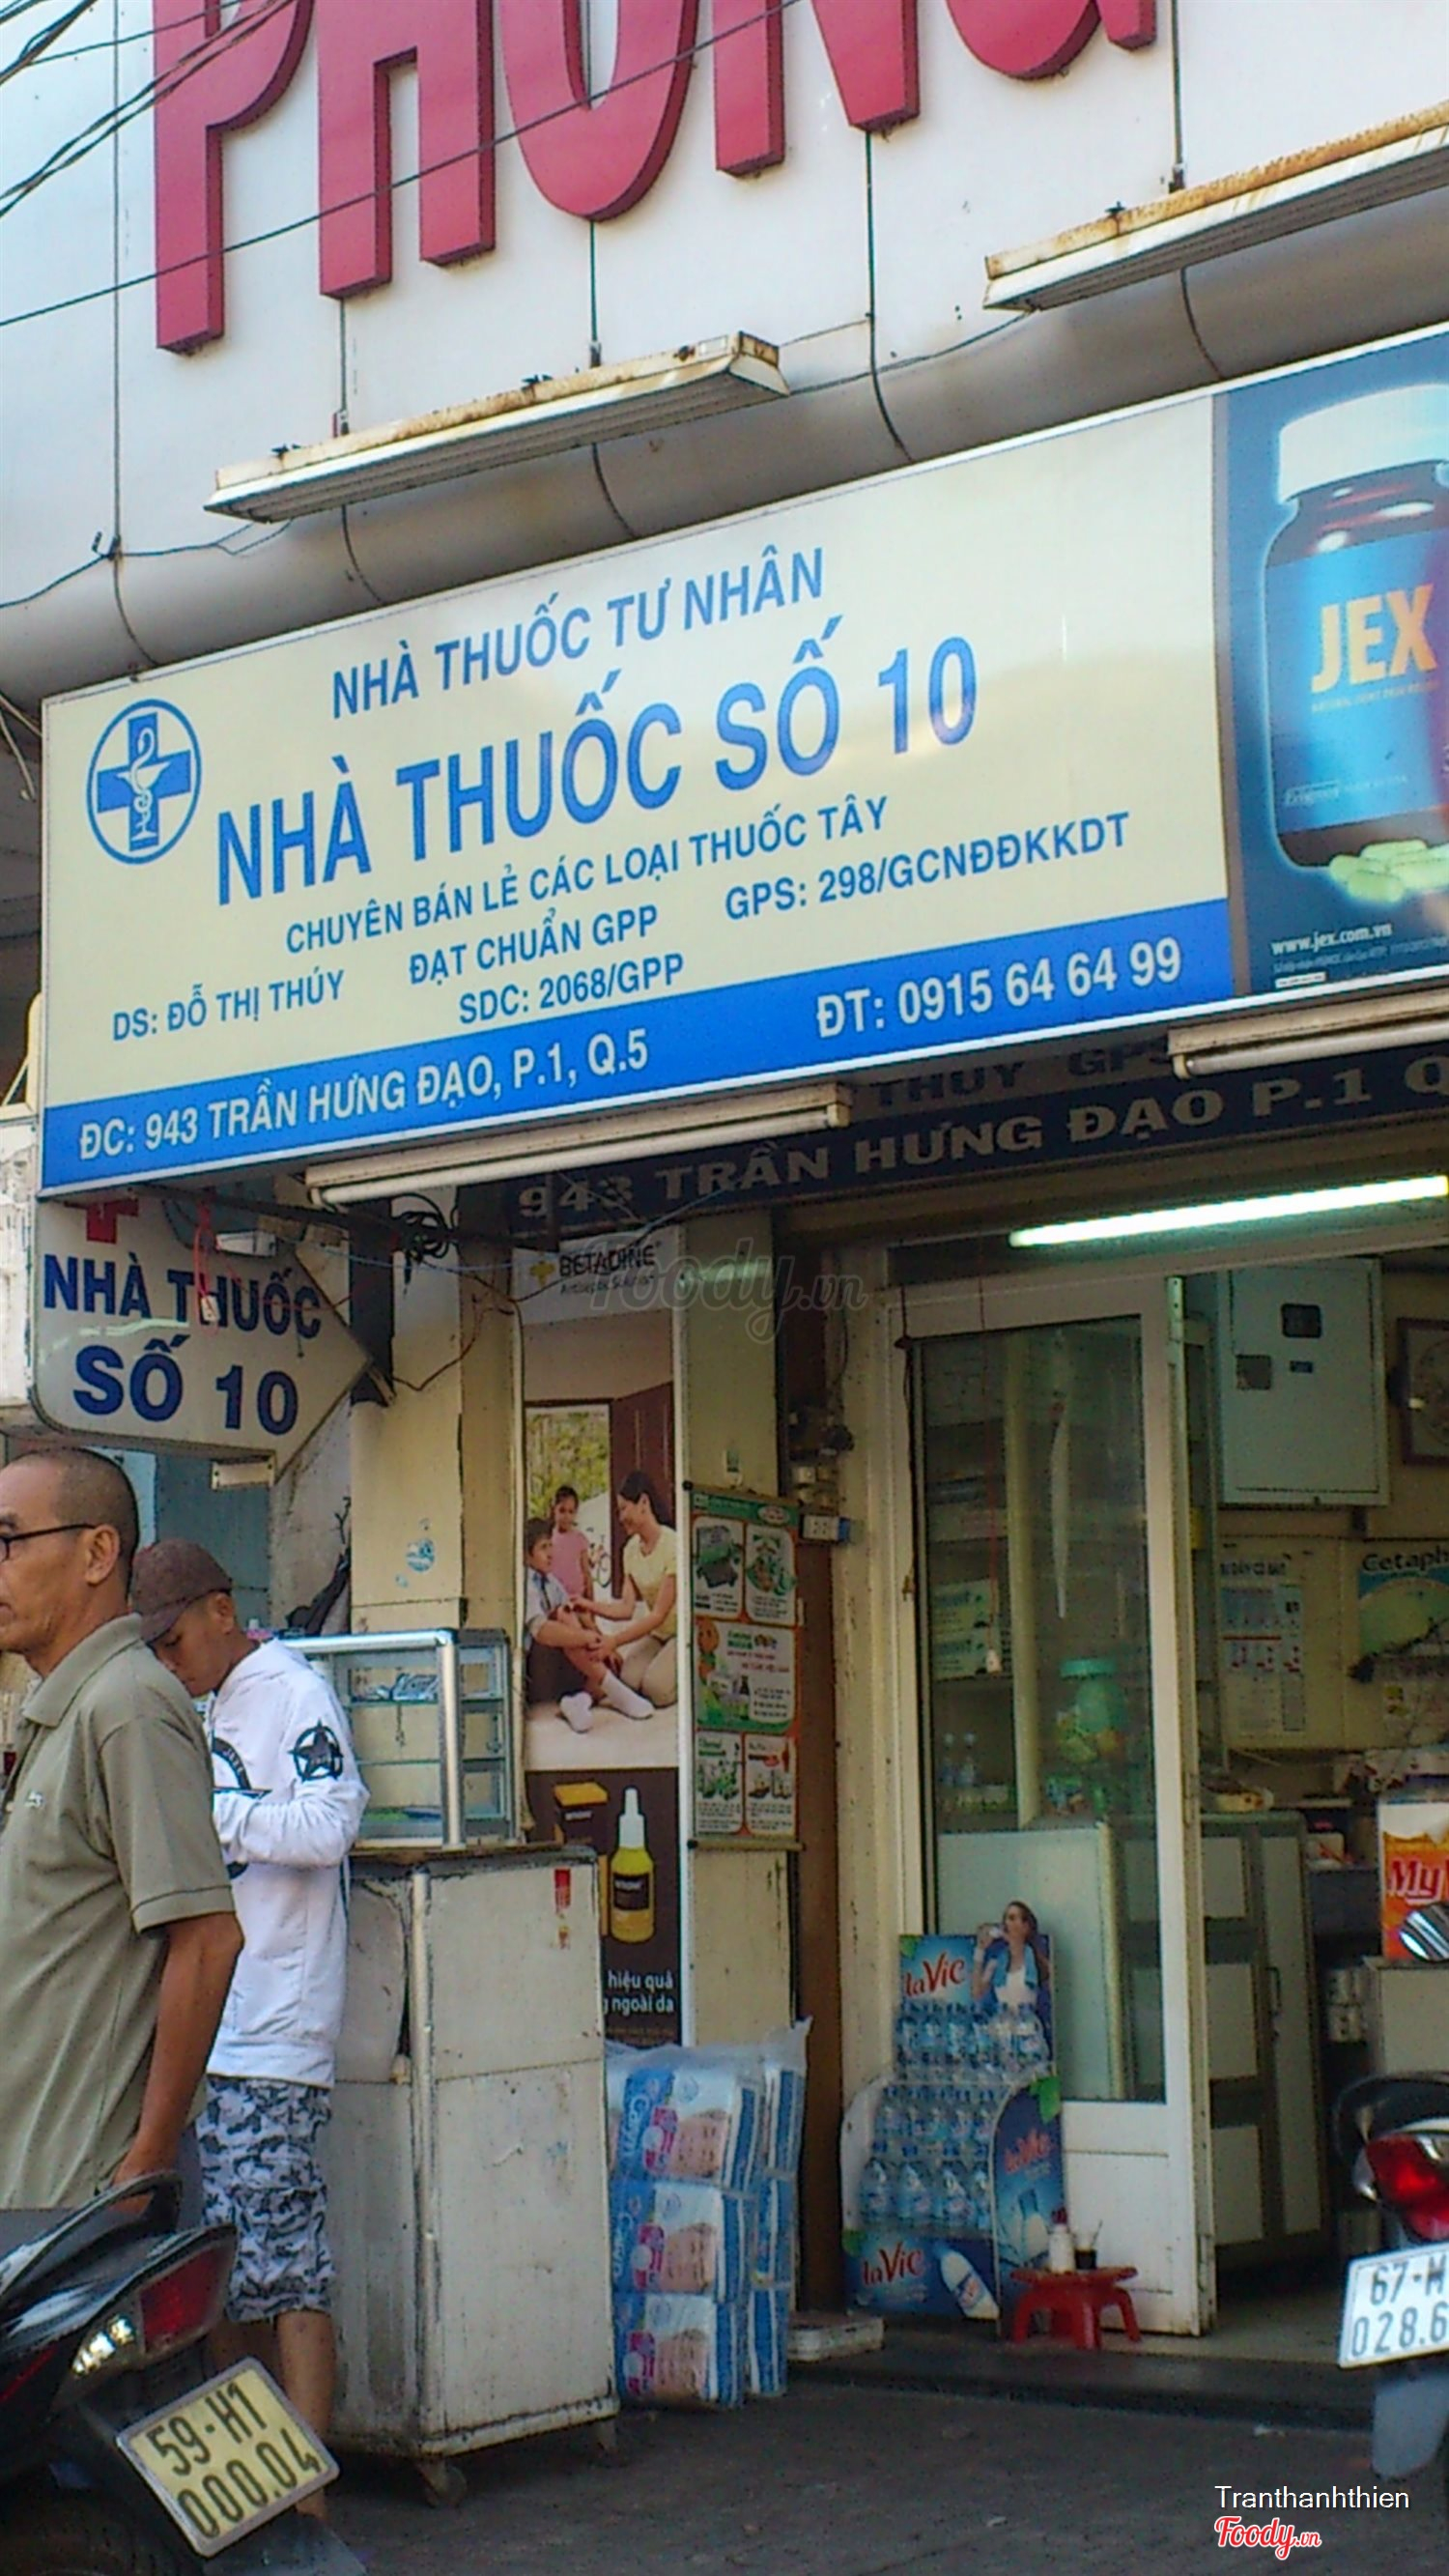 NHÀ THUỐC TƯ NHÂN
NHÀ THUỐC SỐ 10
CHUYÊN BÁN LẺ CÁC LOẠI THUỐC TÂY
DS: ĐỖ THỊ THÚY
ĐẠT CHUẨN GPP
GPS: 298/GCNĐĐKKDT
SDC: 2068/GPP
ĐC: 943 TRẦN HƯNG ĐẠO, P.1, Q.5
ĐT: 0915 64 64 99
JEX
www.jex.com.vn
THÚY
943 TRẦN HƯNG ĐẠO P.1
NHÀ THUỐC
SỐ 10
BETADINE
Foody.vn
hiệu quả
ngoài da
LaVie
LaVie
59-H1
000.04
67-H
028.6
Tranthanhthien
Foody.vn